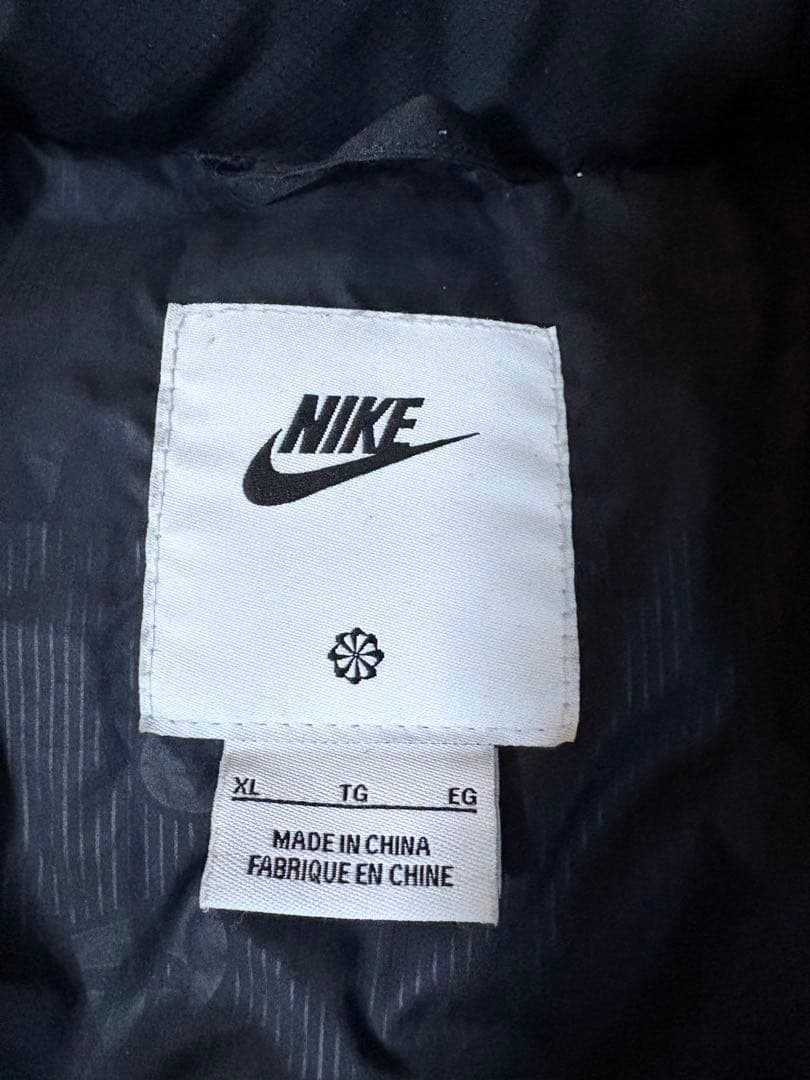 NIKE
XL TG EG
MADE IN CHINA
FABRIQUE EN CHINE